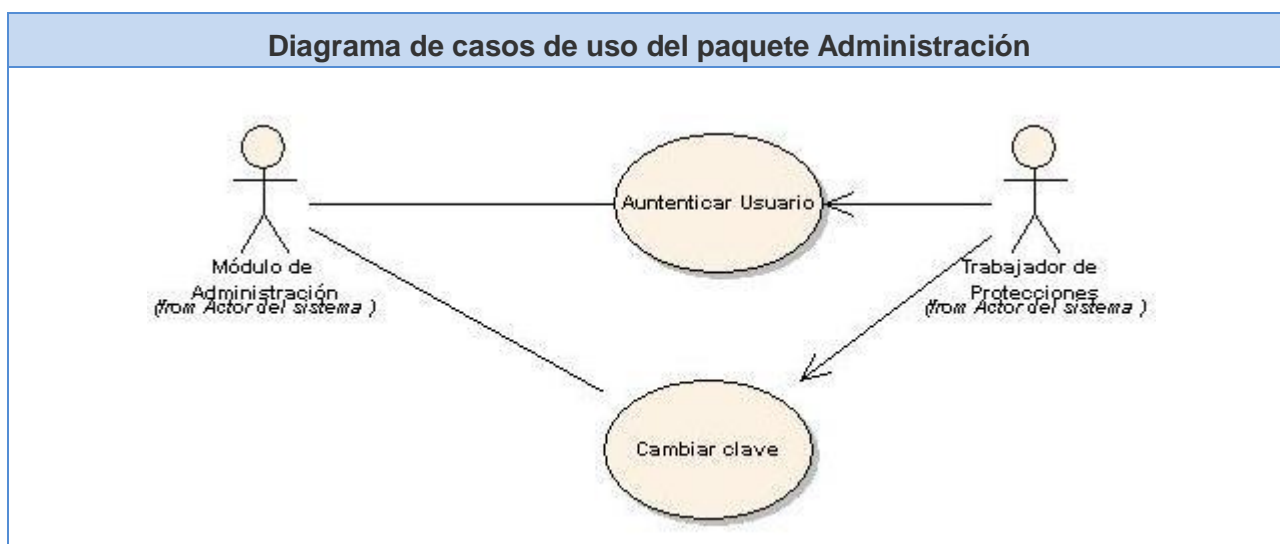 Diagrama de casos de uso del paquete Administración
Auntenticar Usuario
Módulo de
Administración
(from Actor del sistema )
Trabajador de
Protecciones
(from Actor del sistema )
Cambiar clave